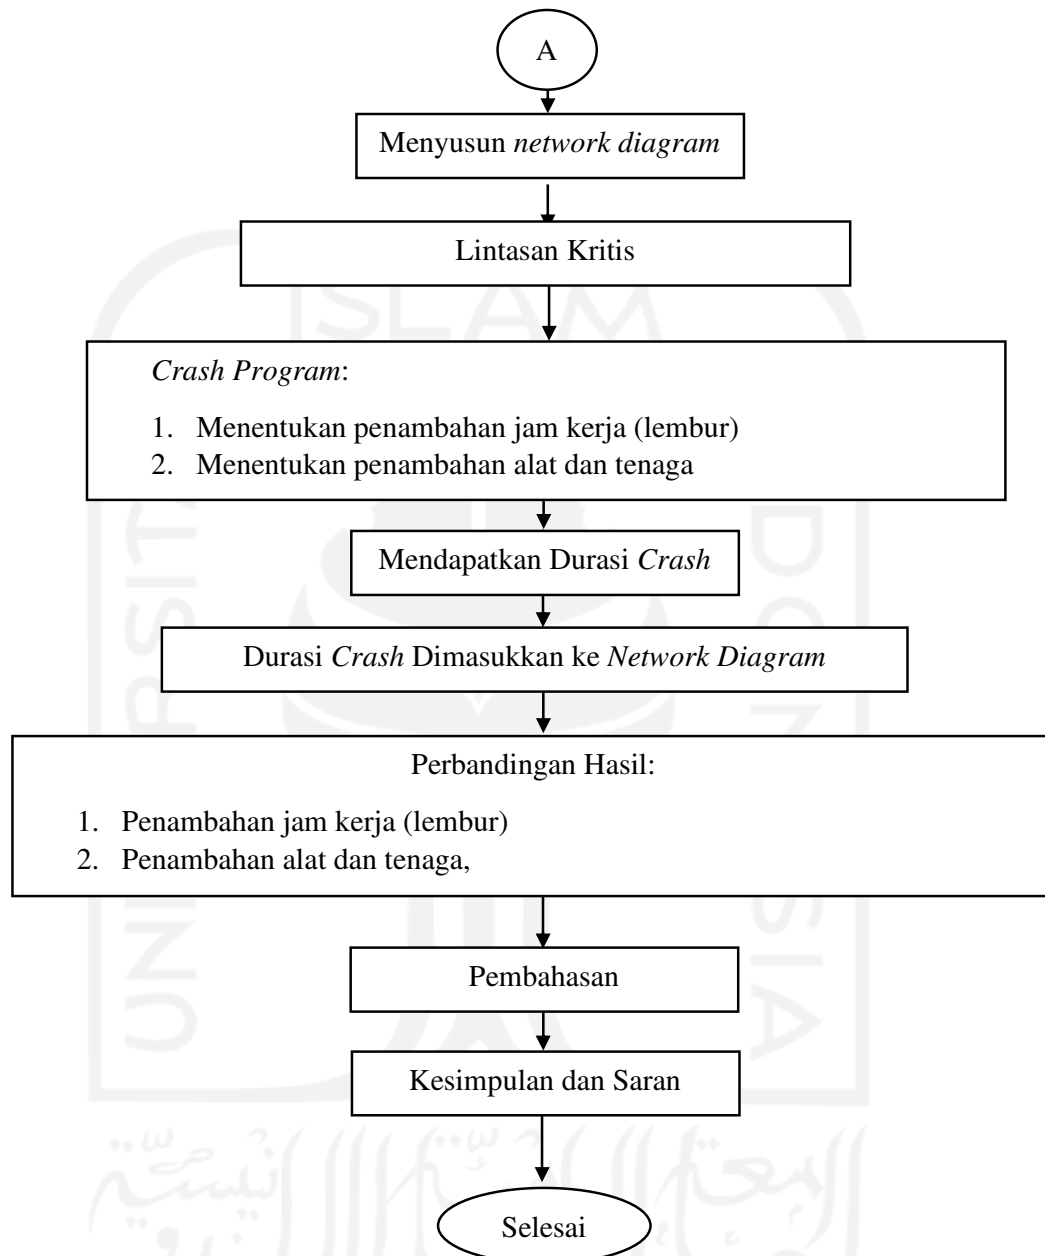 A
Menyusun network diagram
Lintasan Kritis
Crash Program:
1. Menentukan penambahan jam kerja (lembur)
2. Menentukan penambahan alat dan tenaga
Mendapatkan Durasi Crash
Durasi Crash Dimasukkan ke Network Diagram
Perbandingan Hasil:
1. Penambahan jam kerja (lembur)
2. Penambahan alat dan tenaga,
Pembahasan
Kesimpulan dan Saran
Selesai
ISLAM